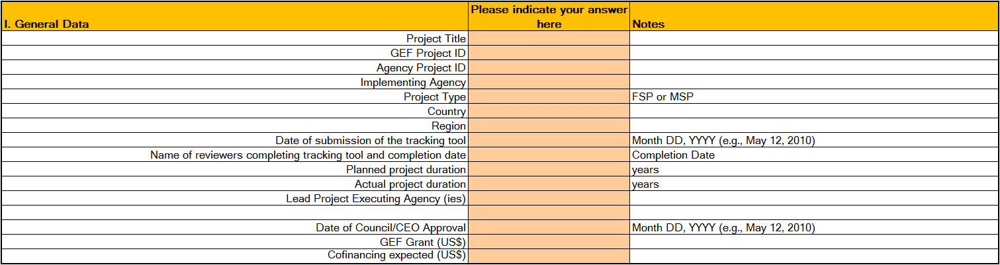 I. General Data Please indicate your answer here Notes
Project Title
GEF Project ID
Agency Project ID
Implementing Agency
Project Type FSP or MSP
Country
Region
Date of submission of the tracking tool Month DD, YYYY (e.g., May 12, 2010)
Name of reviewers completing tracking tool and completion date Completion Date
Planned project duration years
Actual project duration years
Lead Project Executing Agency (ies)
Date of Council/CEO Approval Month DD, YYYY (e.g., May 12, 2010)
GEF Grant (US$)
Cofinancing expected (US$)